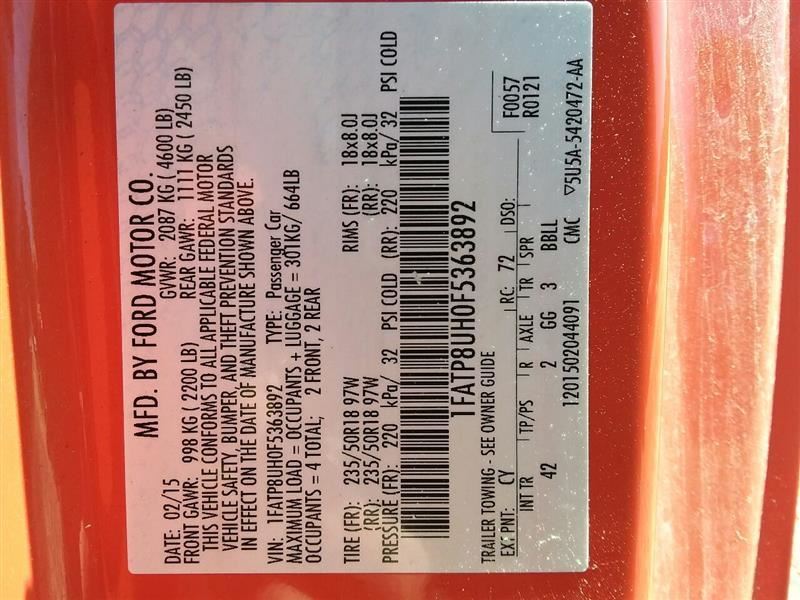 MFD. BY FORD MOTOR CO.
DATE: 02/15 GVWR: 2087 KG ( 4600 LB)
FRONT GAWR: 998 KG ( 2200 LB) REAR GAWR: 1111 KG ( 2450 LB)
THIS VEHICLE CONFORMS TO ALL APPLICABLE FEDERAL MOTOR
VEHICLE SAFETY, BUMPER, AND THEFT PREVENTION STANDARDS
IN EFFECT ON THE DATE OF MANUFACTURE SHOWN ABOVE.
VIN: 1FATP8UH0F5363892 TYPE: Passenger Car
MAXIMUM LOAD = OCCUPANTS + LUGGAGE = 301KG/ 664LB
OCCUPANTS = 4 TOTAL; 2 FRONT, 2 REAR
TIRE (FR): 235/50R18 97W RIMS (FR): 18x8.0J
(RR): 235/50R18 97W (RR): 18x8.0J
PRESSURE (FR): 220 kPa/ 32 PSI COLD (RR): 220 kPa/ 32 PSI COLD
1FATP8UH0F5363892
TRAILER TOWING - SEE OWNER GUIDE F0057
EXT PNT: CY RC: 72 DSO: R0121
INT TR TP/PS R AXLE TR SPR
42 2 GG 3 BBLL
1201502044091 CMC ▽5U5A-5420472-AA